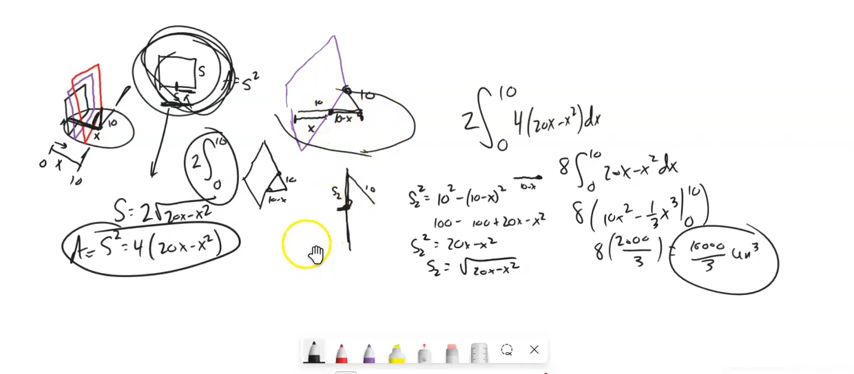 S
A = S²
10
x
0 x 10
10
10
x
10-x
2∫₀¹⁰ 4(20x-x²)dx
2∫₀¹⁰
10
10-x
S₂
10
10-x
S = 2√20x-x²
A = S² = 4(20x-x²)
S₂² = 10² - (10-x)²
100 - 100 + 20x - x²
S₂² = 20x - x²
S₂ = √20x-x²
8∫₀¹⁰ 20x-x² dx
8(10x² - 1/3 x³ |₀¹⁰)
8(2000/3) = 16000/3 un³